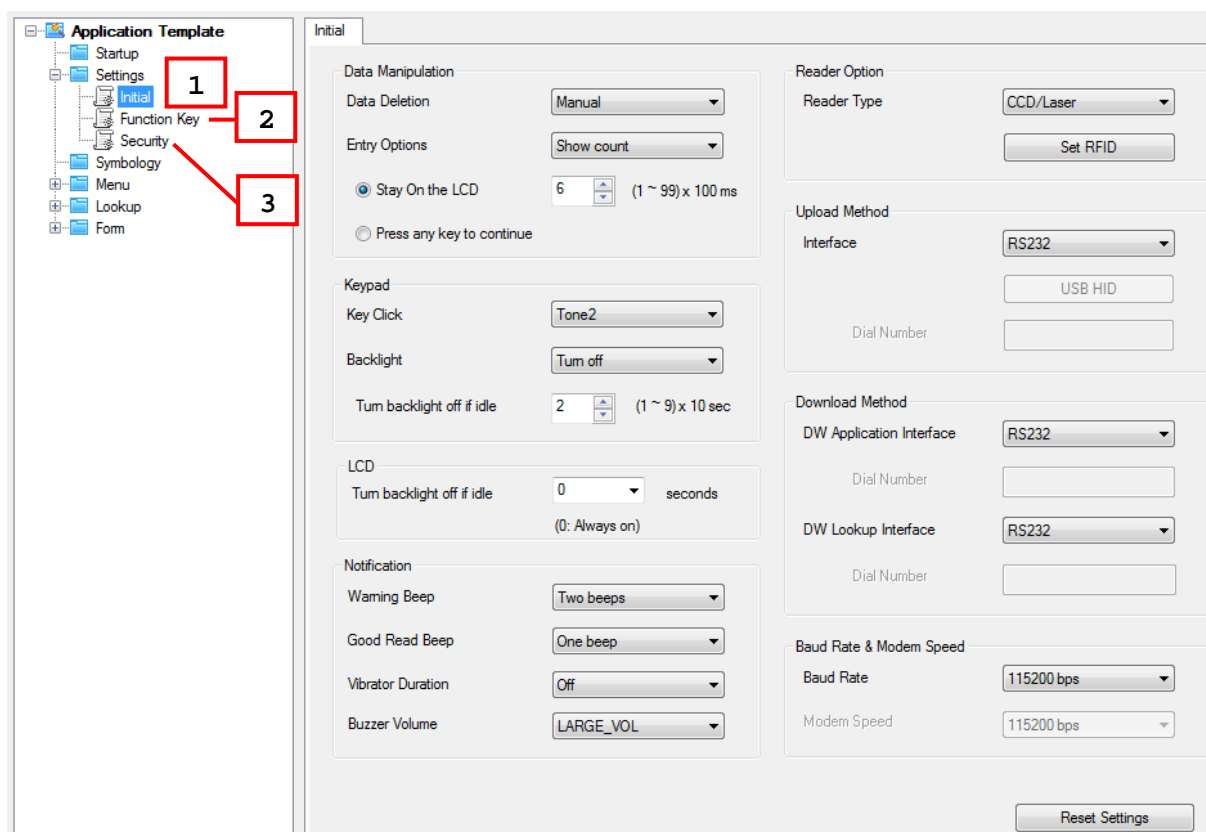 Application Template
Startup
Settings
1
Initial
Function Key
2
Security
Symbology
Menu
3
Lookup
Form
Initial
Data Manipulation
Data Deletion Manual
Entry Options Show count
Stay On the LCD 6 (1 ~ 99) x 100 ms
Press any key to continue
Keypad
Key Click Tone2
Backlight Turn off
Turn backlight off if idle 2 (1 ~ 9) x 10 sec
LCD
Turn backlight off if idle 0 seconds
(0: Always on)
Notification
Warning Beep Two beeps
Good Read Beep One beep
Vibrator Duration Off
Buzzer Volume LARGE_VOL
Reader Option
Reader Type CCD/Laser
Set RFID
Upload Method
Interface RS232
USB HID
Dial Number
Download Method
DW Application Interface RS232
Dial Number
DW Lookup Interface RS232
Dial Number
Baud Rate & Modem Speed
Baud Rate 115200 bps
Modem Speed 115200 bps
Reset Settings